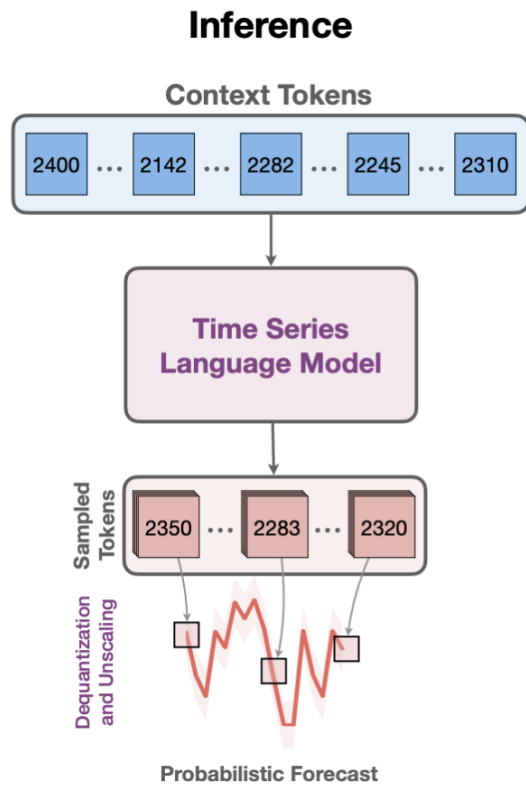 Inference
Context Tokens
2400 ... 2142 ... 2282 ... 2245 ... 2310
Time Series
Language Model
Sampled
Tokens
2350 ... 2283 ... 2320
Dequantization
and Unscaling
Probabilistic Forecast